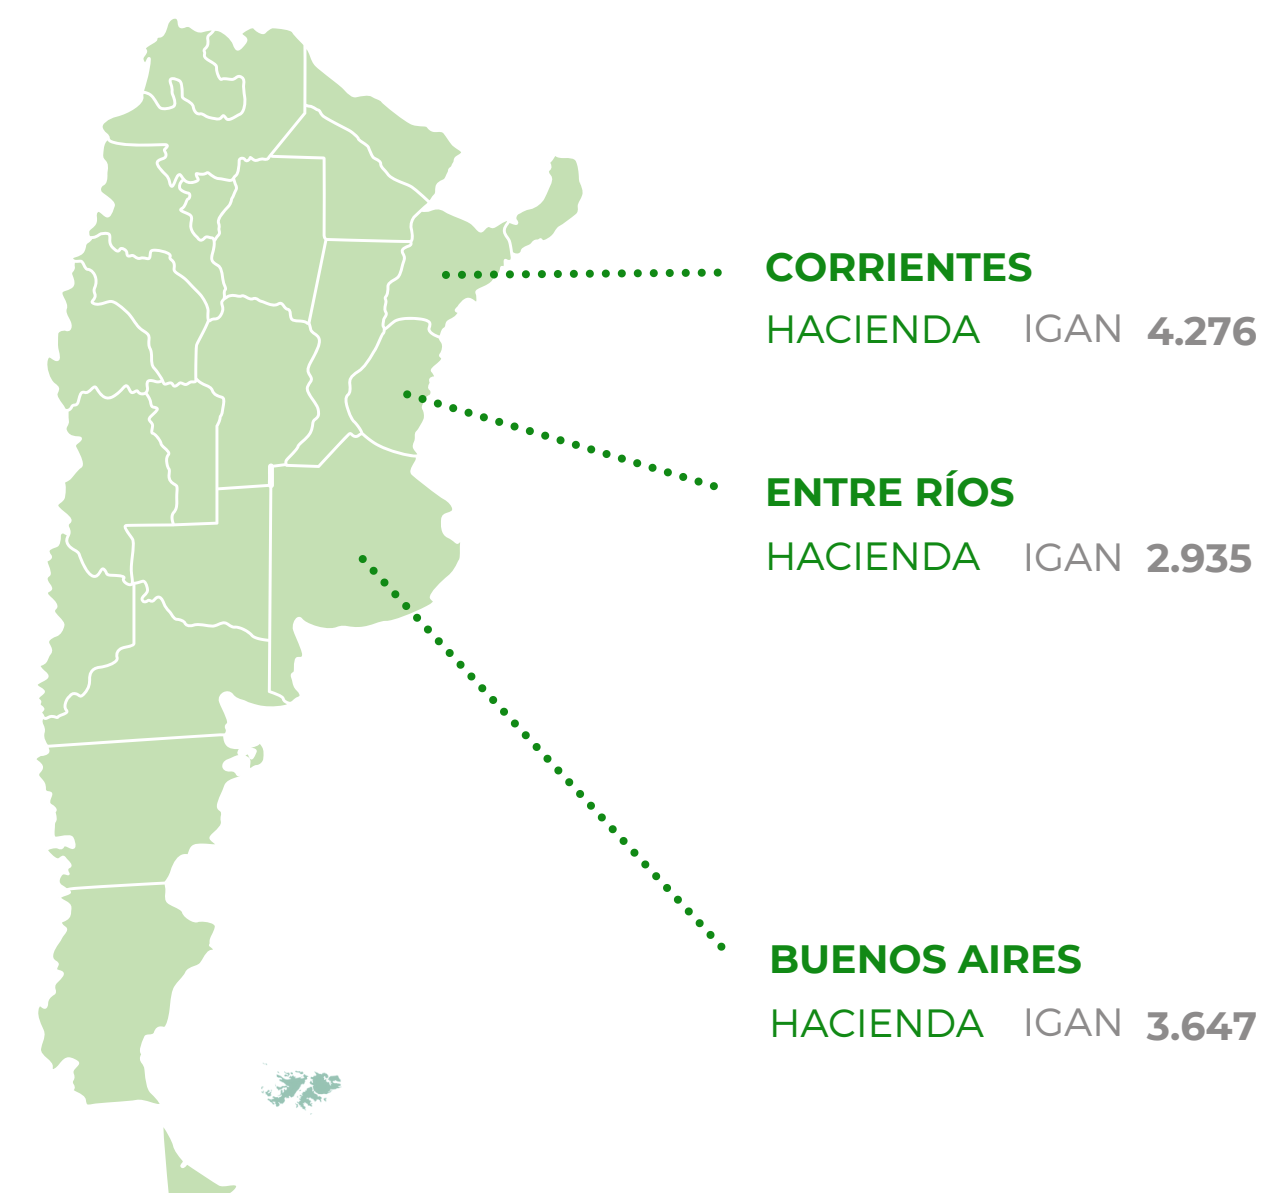 CORRIENTES
HACIENDA IGAN 4.276
ENTRE RÍOS
HACIENDA IGAN 2.935
BUENOS AIRES
HACIENDA IGAN 3.647